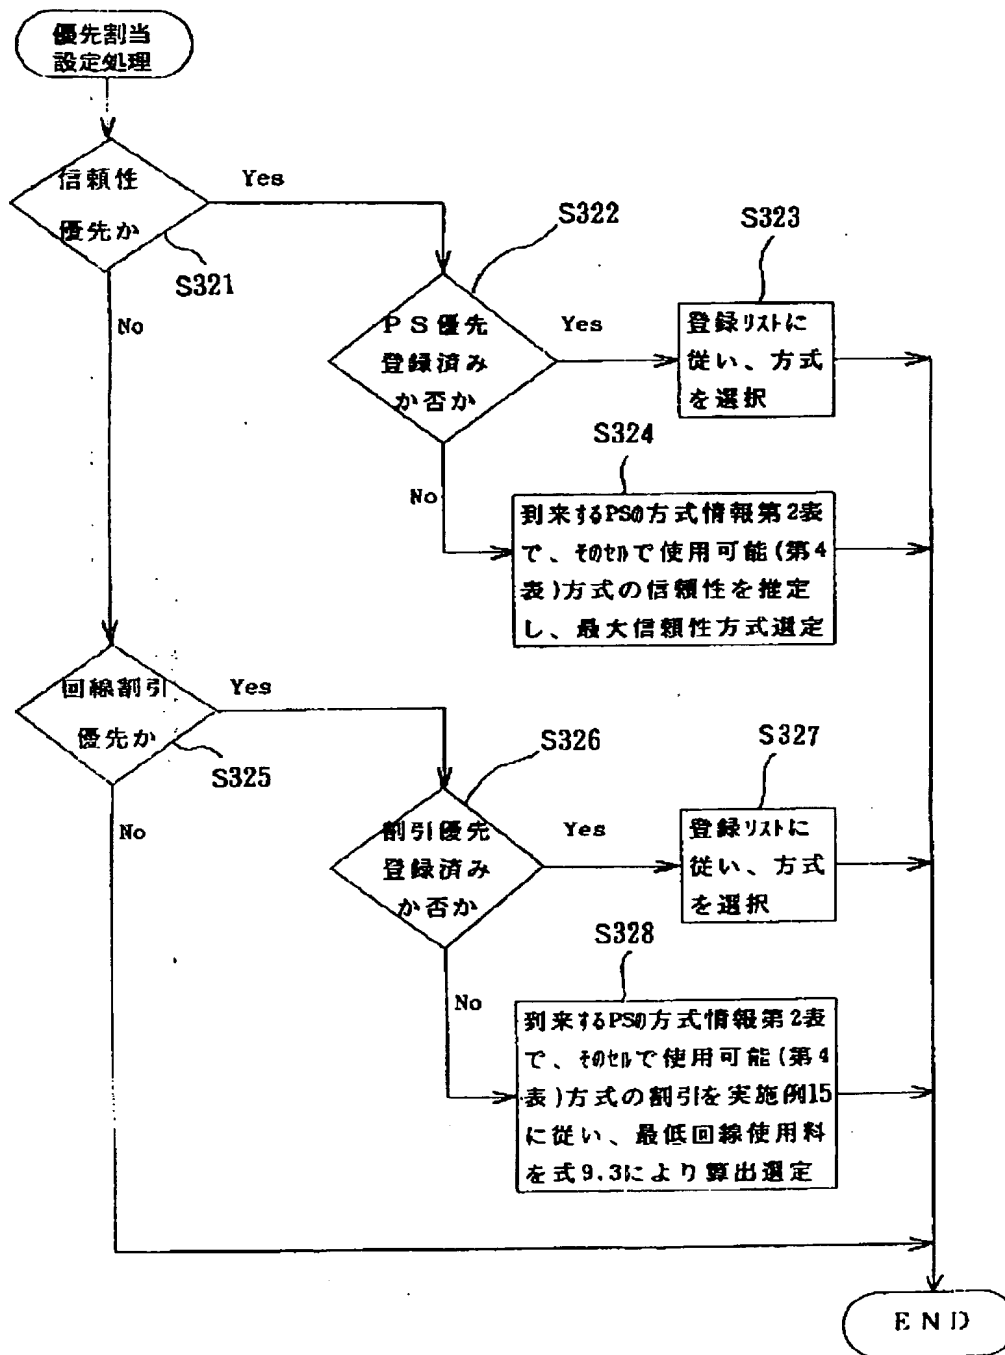 優先割当
設定処理
信頼性
優先か
Yes
S321
No
S322
PS優先
登録済み
か否か
Yes
No
S323
登録リストに
従い、方式
を選択
S324
到来するPSの方式情報第2表
で、そのセルで使用可能(第4
表)方式の信頼性を推定
し、最大信頼性方式選定
回線割引
優先か
Yes
S325
No
S326
割引優先
登録済み
か否か
Yes
No
S327
登録リストに
従い、方式
を選択
S328
到来するPSの方式情報第2表
で、そのセルで使用可能(第4
表)方式の割引を実施例15
に従い、最低回線使用料
を式9.3により算出選定
END